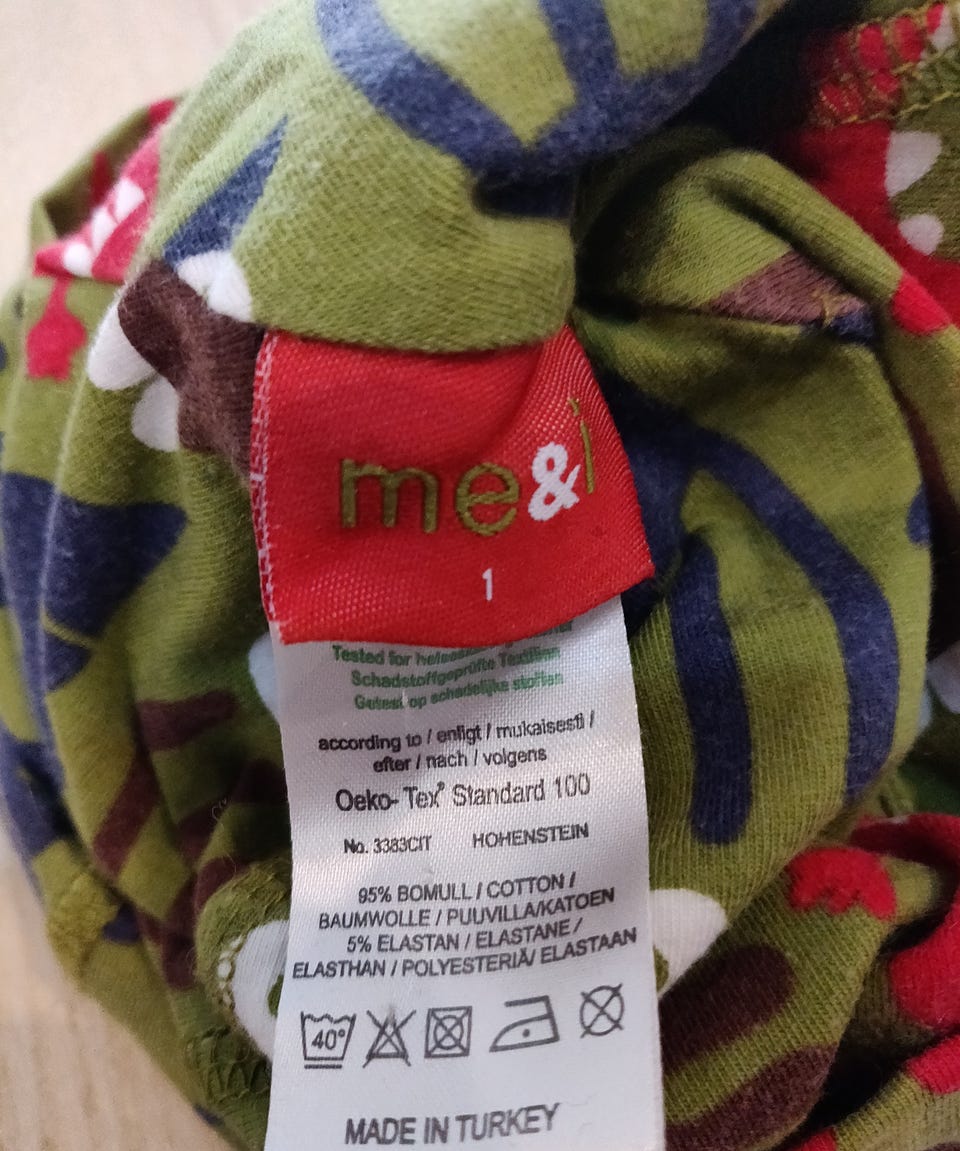 me&i
1
Tested for
Schadstoffgeprüfte Textilien
Getest op schadelijke stoffen
according to / enligt / mukaisesti /
efter / nach / volgens
Oeko- Tex® Standard 100
No. 3383CIT HOHENSTEIN
95% BOMULL / COTTON /
BAUMWOLLE / PUUVILLA/KATOEN
5% ELASTAN / ELASTANE /
ELASTHAN / POLYESTERIA/ ELASTAAN
40°
MADE IN TURKEY